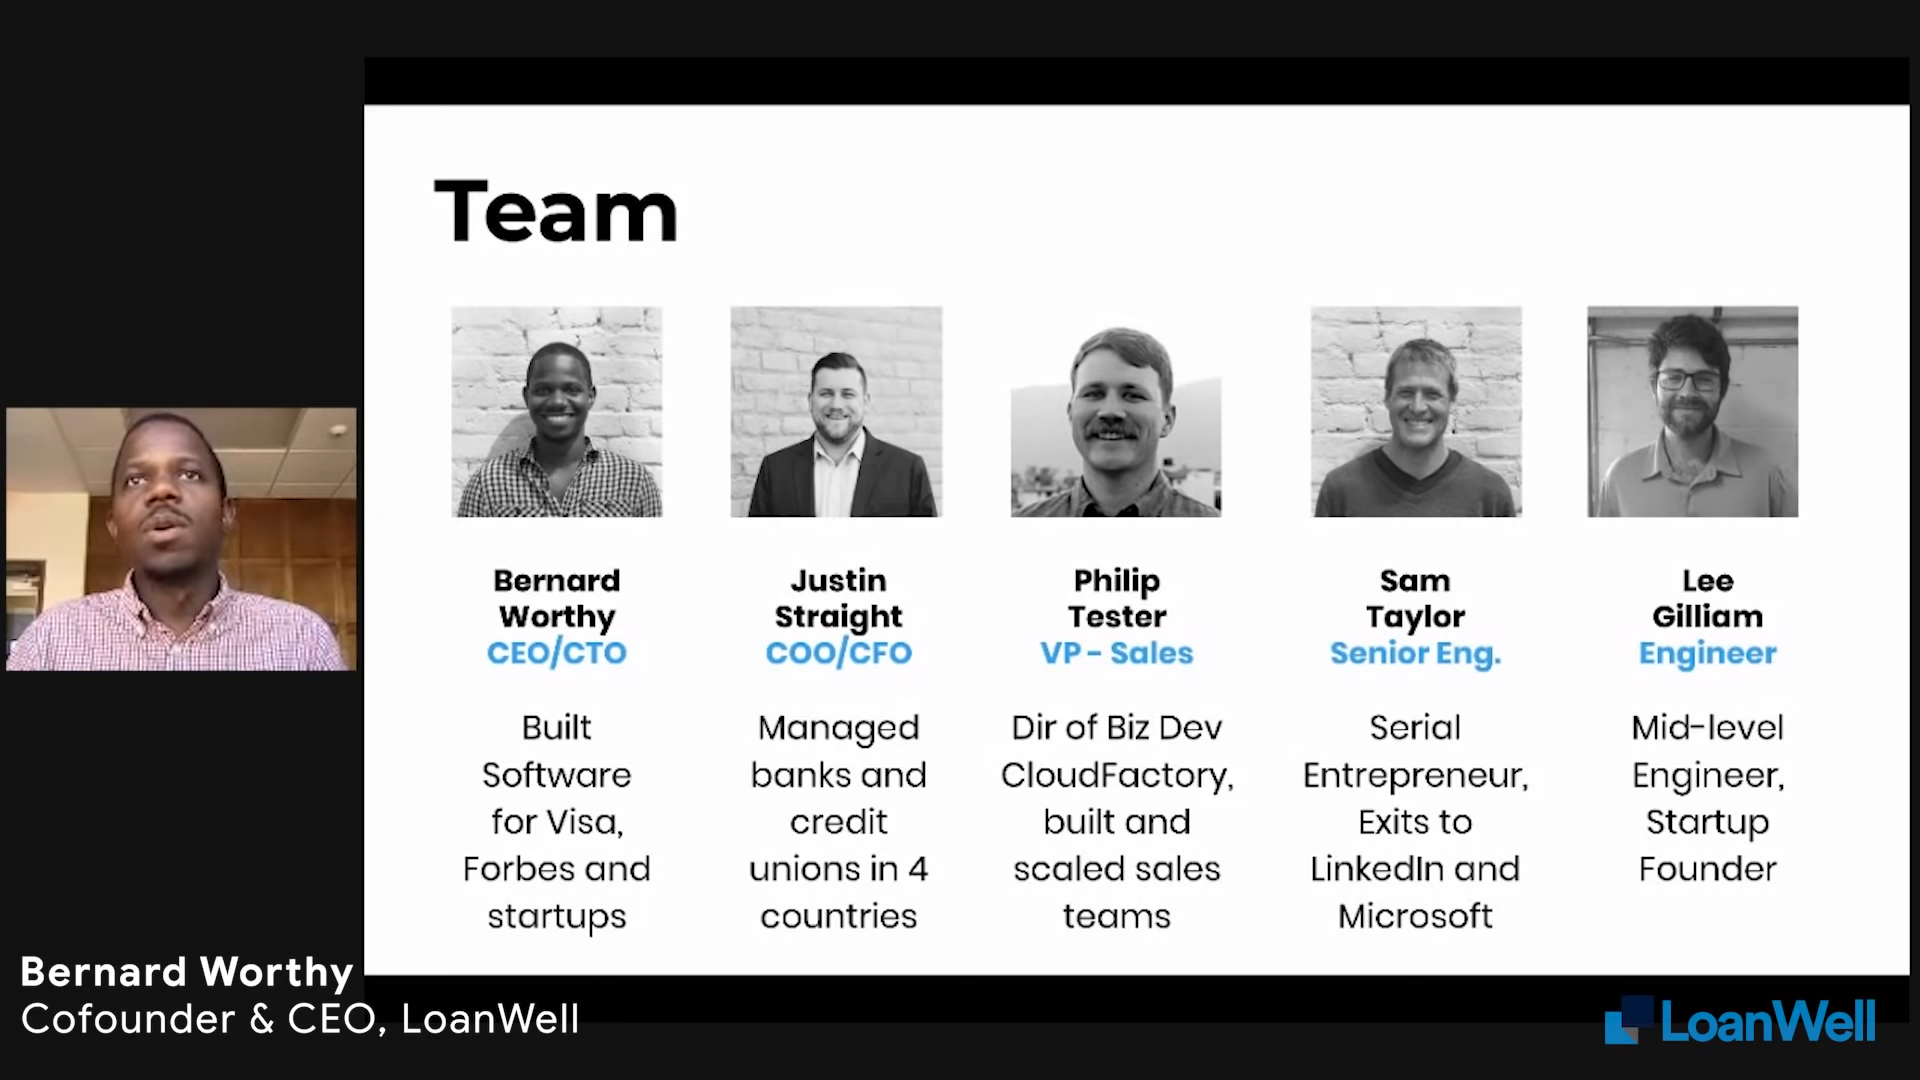 Team
Bernard
Worthy
CEO/CTO
Built
Software
for Visa,
Forbes and
startups
Justin
Straight
COO/CFO
Managed
banks and
credit
unions in 4
countries
Philip
Tester
VP - Sales
Dir of Biz Dev
CloudFactory,
built and
scaled sales
teams
Sam
Taylor
Senior Eng.
Serial
Entrepreneur,
Exits to
LinkedIn and
Microsoft
Lee
Gilliam
Engineer
Mid-level
Engineer,
Startup
Founder
Bernard Worthy
Cofounder & CEO, LoanWell
LoanWell